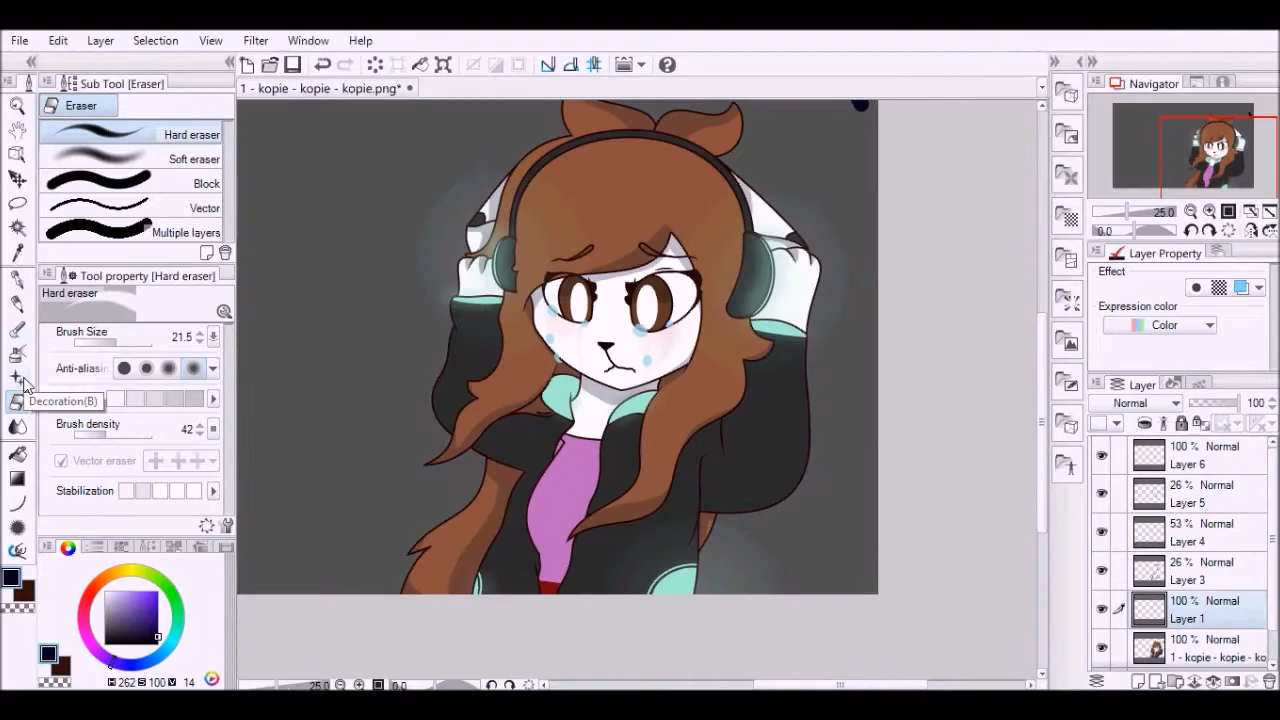 File Edit Layer Selection View Filter Window Help
Sub Tool [Eraser]
1 - kopie - kopie - kopie.png*
Navigator
Eraser
Hard eraser
Soft eraser
Block
Vector
Multiple layers
25.0
0.0
Layer Property
Effect
Expression color
Color
Tool property [Hard eraser]
Hard eraser
Brush Size 21.5
Anti-aliasin
Decoration(B)
Brush density 42
Vector eraser
Stabilization
Layer
Normal 100
100 % Normal
Layer 6
26 % Normal
Layer 5
53 % Normal
Layer 4
26 % Normal
Layer 3
100 % Normal
Layer 1
100 % Normal
1 - kopie - kopie - ko
H 262 S 100 V 14
25.0 0.0